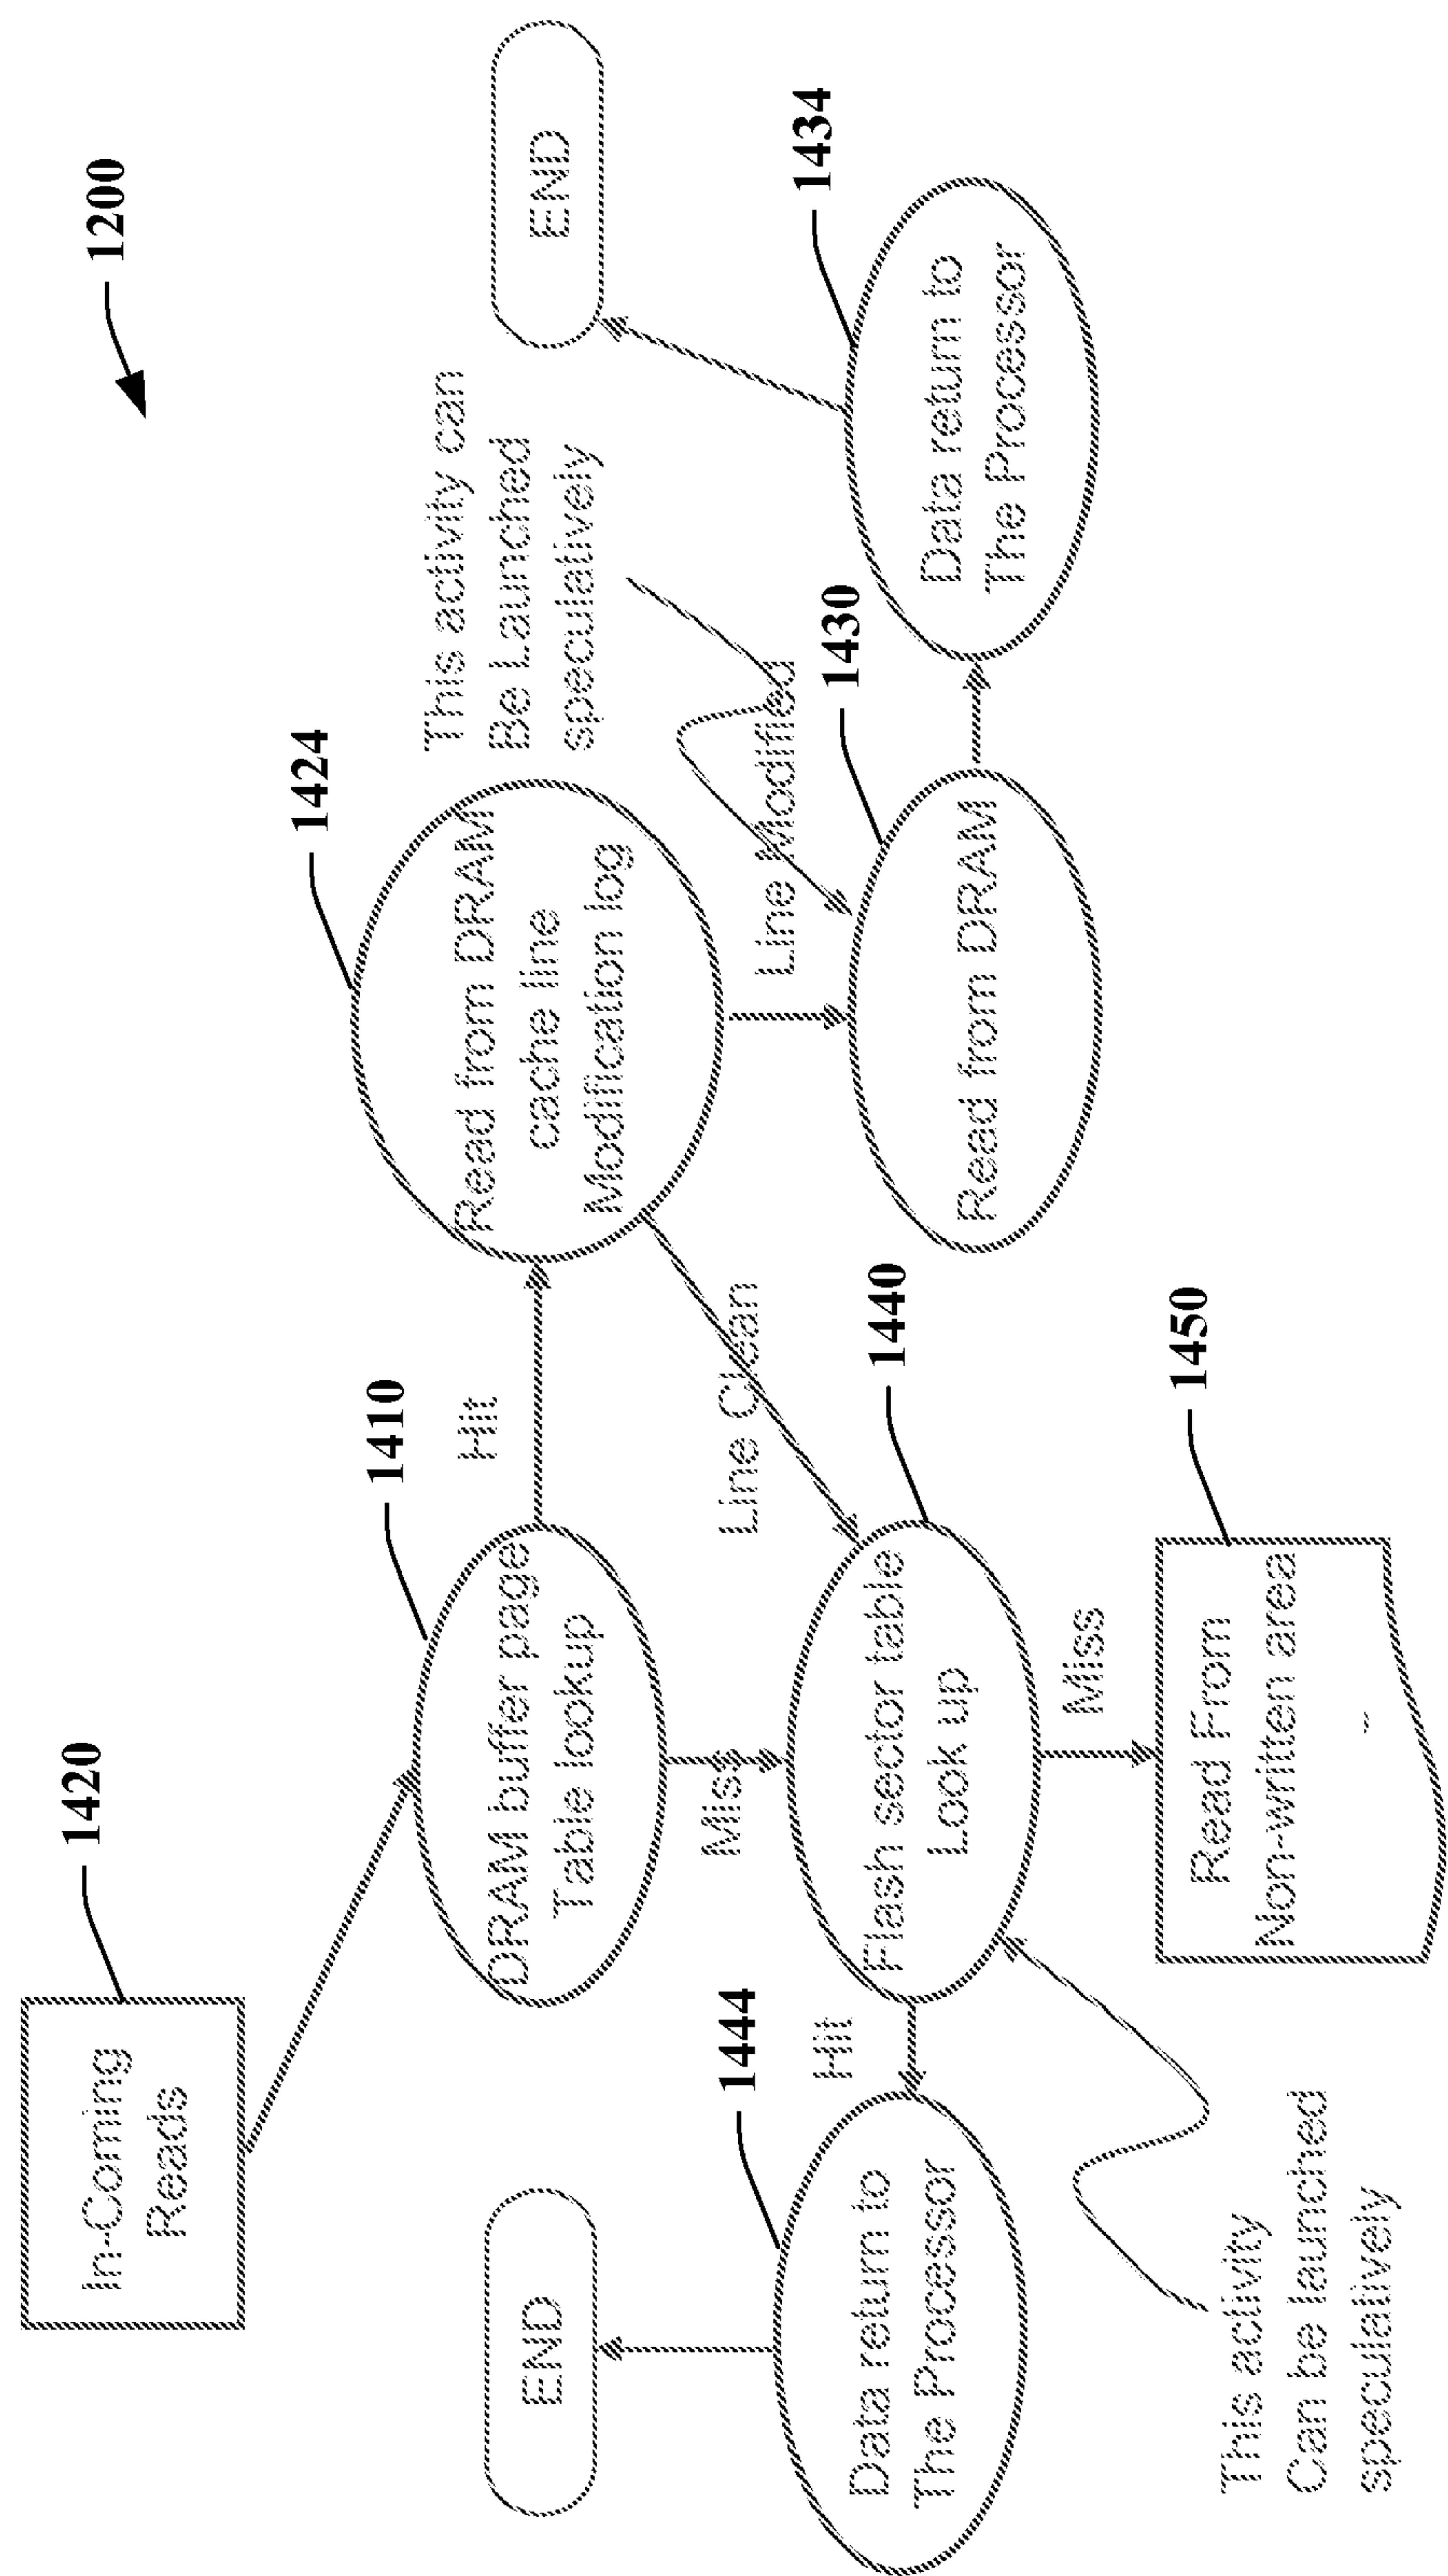 1200
In-Coming
Reads
1420
DRAM buffer page
Table lookup
1410
Hit
Read from DRAM
cache line
Modification log
1424
This activity can
Be Launched
speculatively
END
Miss
Line Clean
Line Modified
END
Data return to
The Processor
1444
Hit
Flash sector table
Look up
1440
Read from DRAM
1430
Data return to
The Processor
1434
Miss
This activity
Can be launched
speculatively
Read From
Non-written area
1450